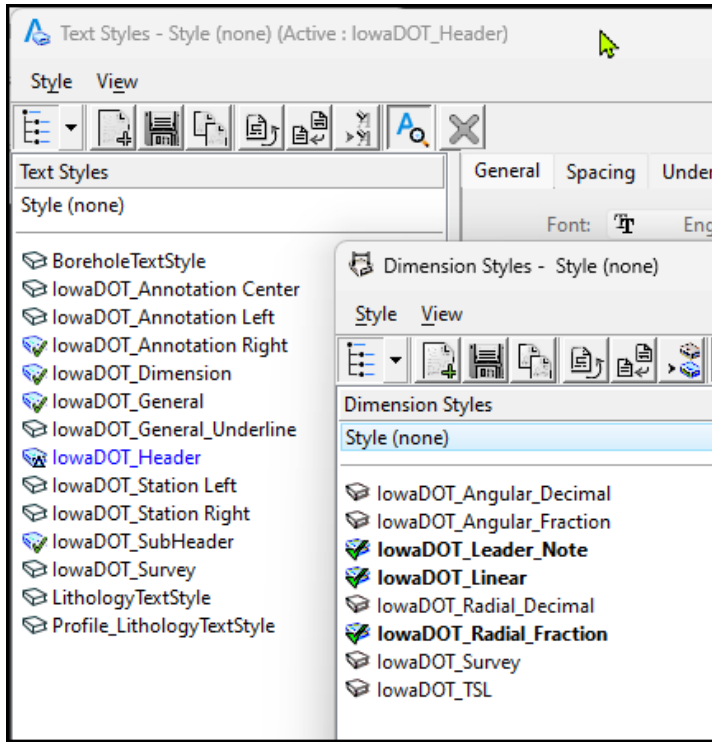 Text Styles - Style (none) (Active : IowaDOT_Header)
Style View
Text Styles
General Spacing Under
Style (none)
Font: Eng
BoreholeTextStyle
IowaDOT_Annotation Center
IowaDOT_Annotation Left
IowaDOT_Annotation Right
IowaDOT_Dimension
IowaDOT_General
IowaDOT_General_Underline
IowaDOT_Header
IowaDOT_Station Left
IowaDOT_Station Right
IowaDOT_SubHeader
IowaDOT_Survey
LithologyTextStyle
Profile_LithologyTextStyle
Dimension Styles - Style (none)
Style View
Dimension Styles
Style (none)
IowaDOT_Angular_Decimal
IowaDOT_Angular_Fraction
IowaDOT_Leader_Note
IowaDOT_Linear
IowaDOT_Radial_Decimal
IowaDOT_Radial_Fraction
IowaDOT_Survey
IowaDOT_TSL